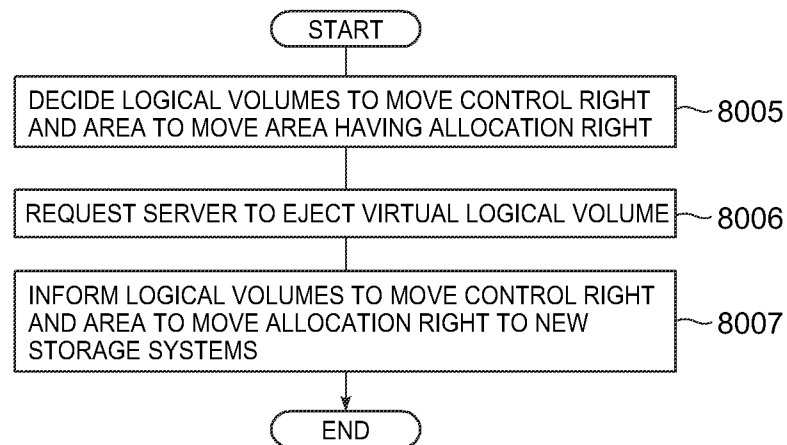 START
DECIDE LOGICAL VOLUMES TO MOVE CONTROL RIGHT
AND AREA TO MOVE AREA HAVING ALLOCATION RIGHT
8005
REQUEST SERVER TO EJECT VIRTUAL LOGICAL VOLUME
8006
INFORM LOGICAL VOLUMES TO MOVE CONTROL RIGHT
AND AREA TO MOVE ALLOCATION RIGHT TO NEW
STORAGE SYSTEMS
8007
END